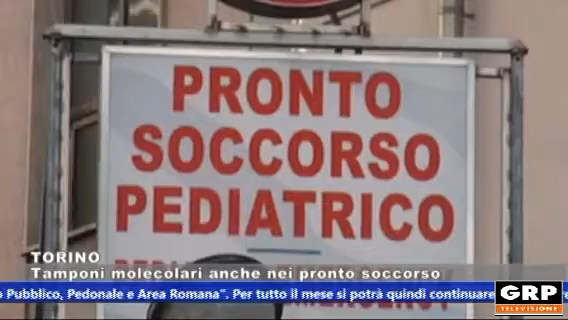 PRONTO
SOCCORSO
PEDIATRICO
TORINO
Tamponi molecolari anche nei pronto soccorso
Pubblico, Pedonale e Area Romana". Per tutto il mese si potrà quindi continuare
GRP
TELEVISIONE